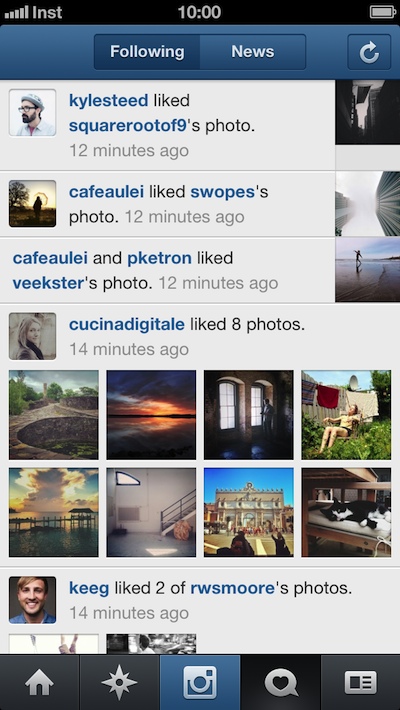 Inst 10:00
Following News
kylesteed liked
squarerootof9's photo.
12 minutes ago
cafeaulei liked swopes's
photo. 12 minutes ago
cafeaulei and pketron liked
veekster's photo. 12 minutes ago
cucinadigitale liked 8 photos.
14 minutes ago
keeg liked 2 of rwsmoore's photos.
14 minutes ago